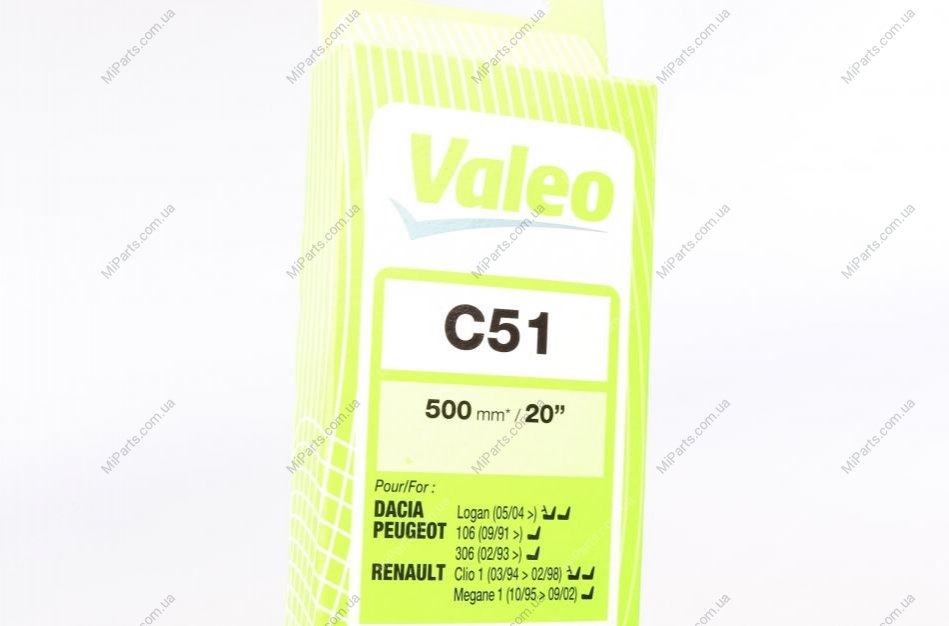 Valeo
C51
500 mm* / 20”
Pour/For :
DACIA Logan (05/04 >)
PEUGEOT 106 (09/91 >)
306 (02/93 >)
RENAULT Clio 1 (03/94 > 02/98)
Megane 1 (10/95 > 09/02)
MiParts.com.ua